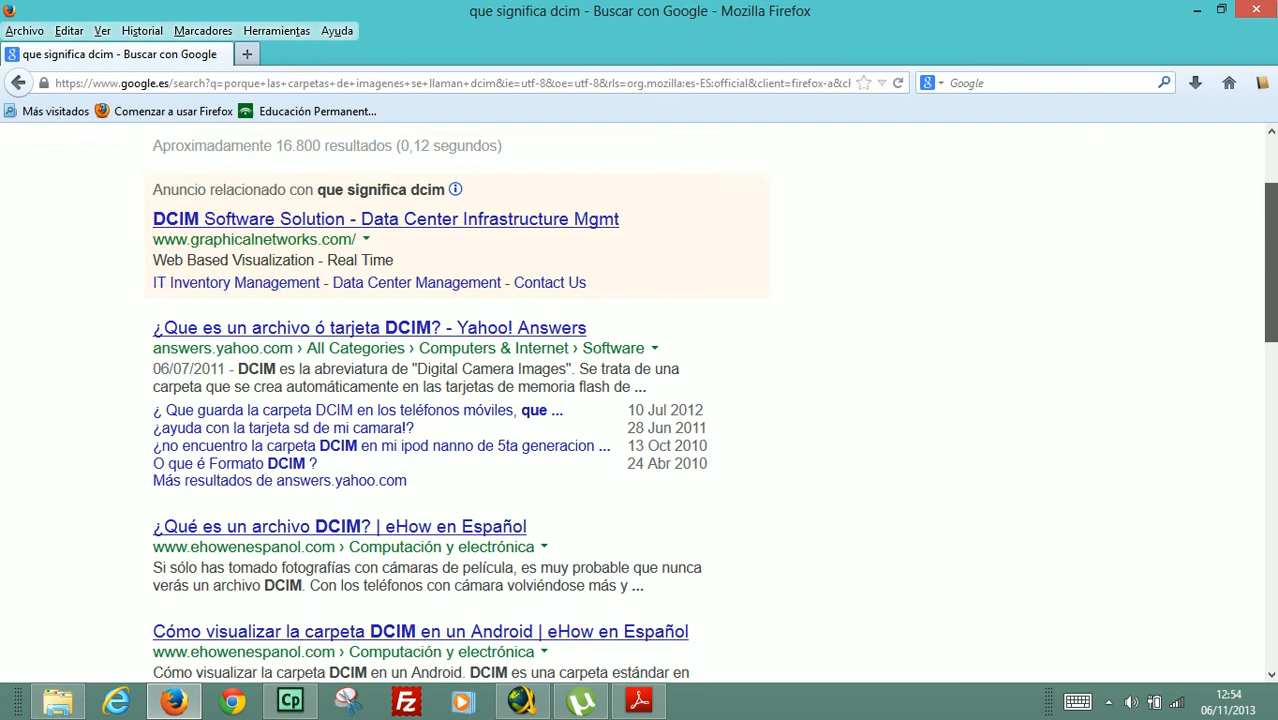 que significa dcim - Buscar con Google - Mozilla Firefox
Archivo Editar Ver Historial Marcadores Herramientas Ayuda
que significa dcim - Buscar con Google
https://www.google.es/search?q=porque+las+carpetas+de+imagenes+se+llaman+dcim&ie=utf-8&oe=utf-8&rls=org.mozilla:es-ES:official&client=firefox-a&cl Google
Más visitados Comenzar a usar Firefox Educación Permanent...
Aproximadamente 16.800 resultados (0,12 segundos)
Anuncio relacionado con que significa dcim
DCIM Software Solution - Data Center Infrastructure Mgmt
www.graphicalnetworks.com/
Web Based Visualization - Real Time
IT Inventory Management - Data Center Management - Contact Us
¿Que es un archivo ó tarjeta DCIM? - Yahoo! Answers
answers.yahoo.com › All Categories › Computers & Internet › Software
06/07/2011 - DCIM es la abreviatura de "Digital Camera Images". Se trata de una
carpeta que se crea automáticamente en las tarjetas de memoria flash de ...
¿ Que guarda la carpeta DCIM en los teléfonos móviles, que ... 10 Jul 2012
¿ayuda con la tarjeta sd de mi camara!? 28 Jun 2011
¿no encuentro la carpeta DCIM en mi ipod nanno de 5ta generacion ... 13 Oct 2010
O que é Formato DCIM ? 24 Abr 2010
Más resultados de answers.yahoo.com
¿Qué es un archivo DCIM? | eHow en Español
www.ehowenespanol.com › Computación y electrónica
Si sólo has tomado fotografías con cámaras de película, es muy probable que nunca
verás un archivo DCIM. Con los teléfonos con cámara volviéndose más y ...
Cómo visualizar la carpeta DCIM en un Android | eHow en Español
www.ehowenespanol.com › Computación y electrónica
Cómo visualizar la carpeta DCIM en un Android. DCIM es una carpeta estándar en
Cp
Fz
12:54
06/11/2013